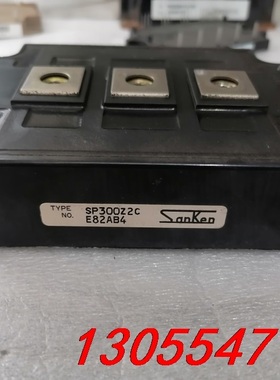 TYPE NO. SP300Z2C
E82AB4
SanKen
1305547